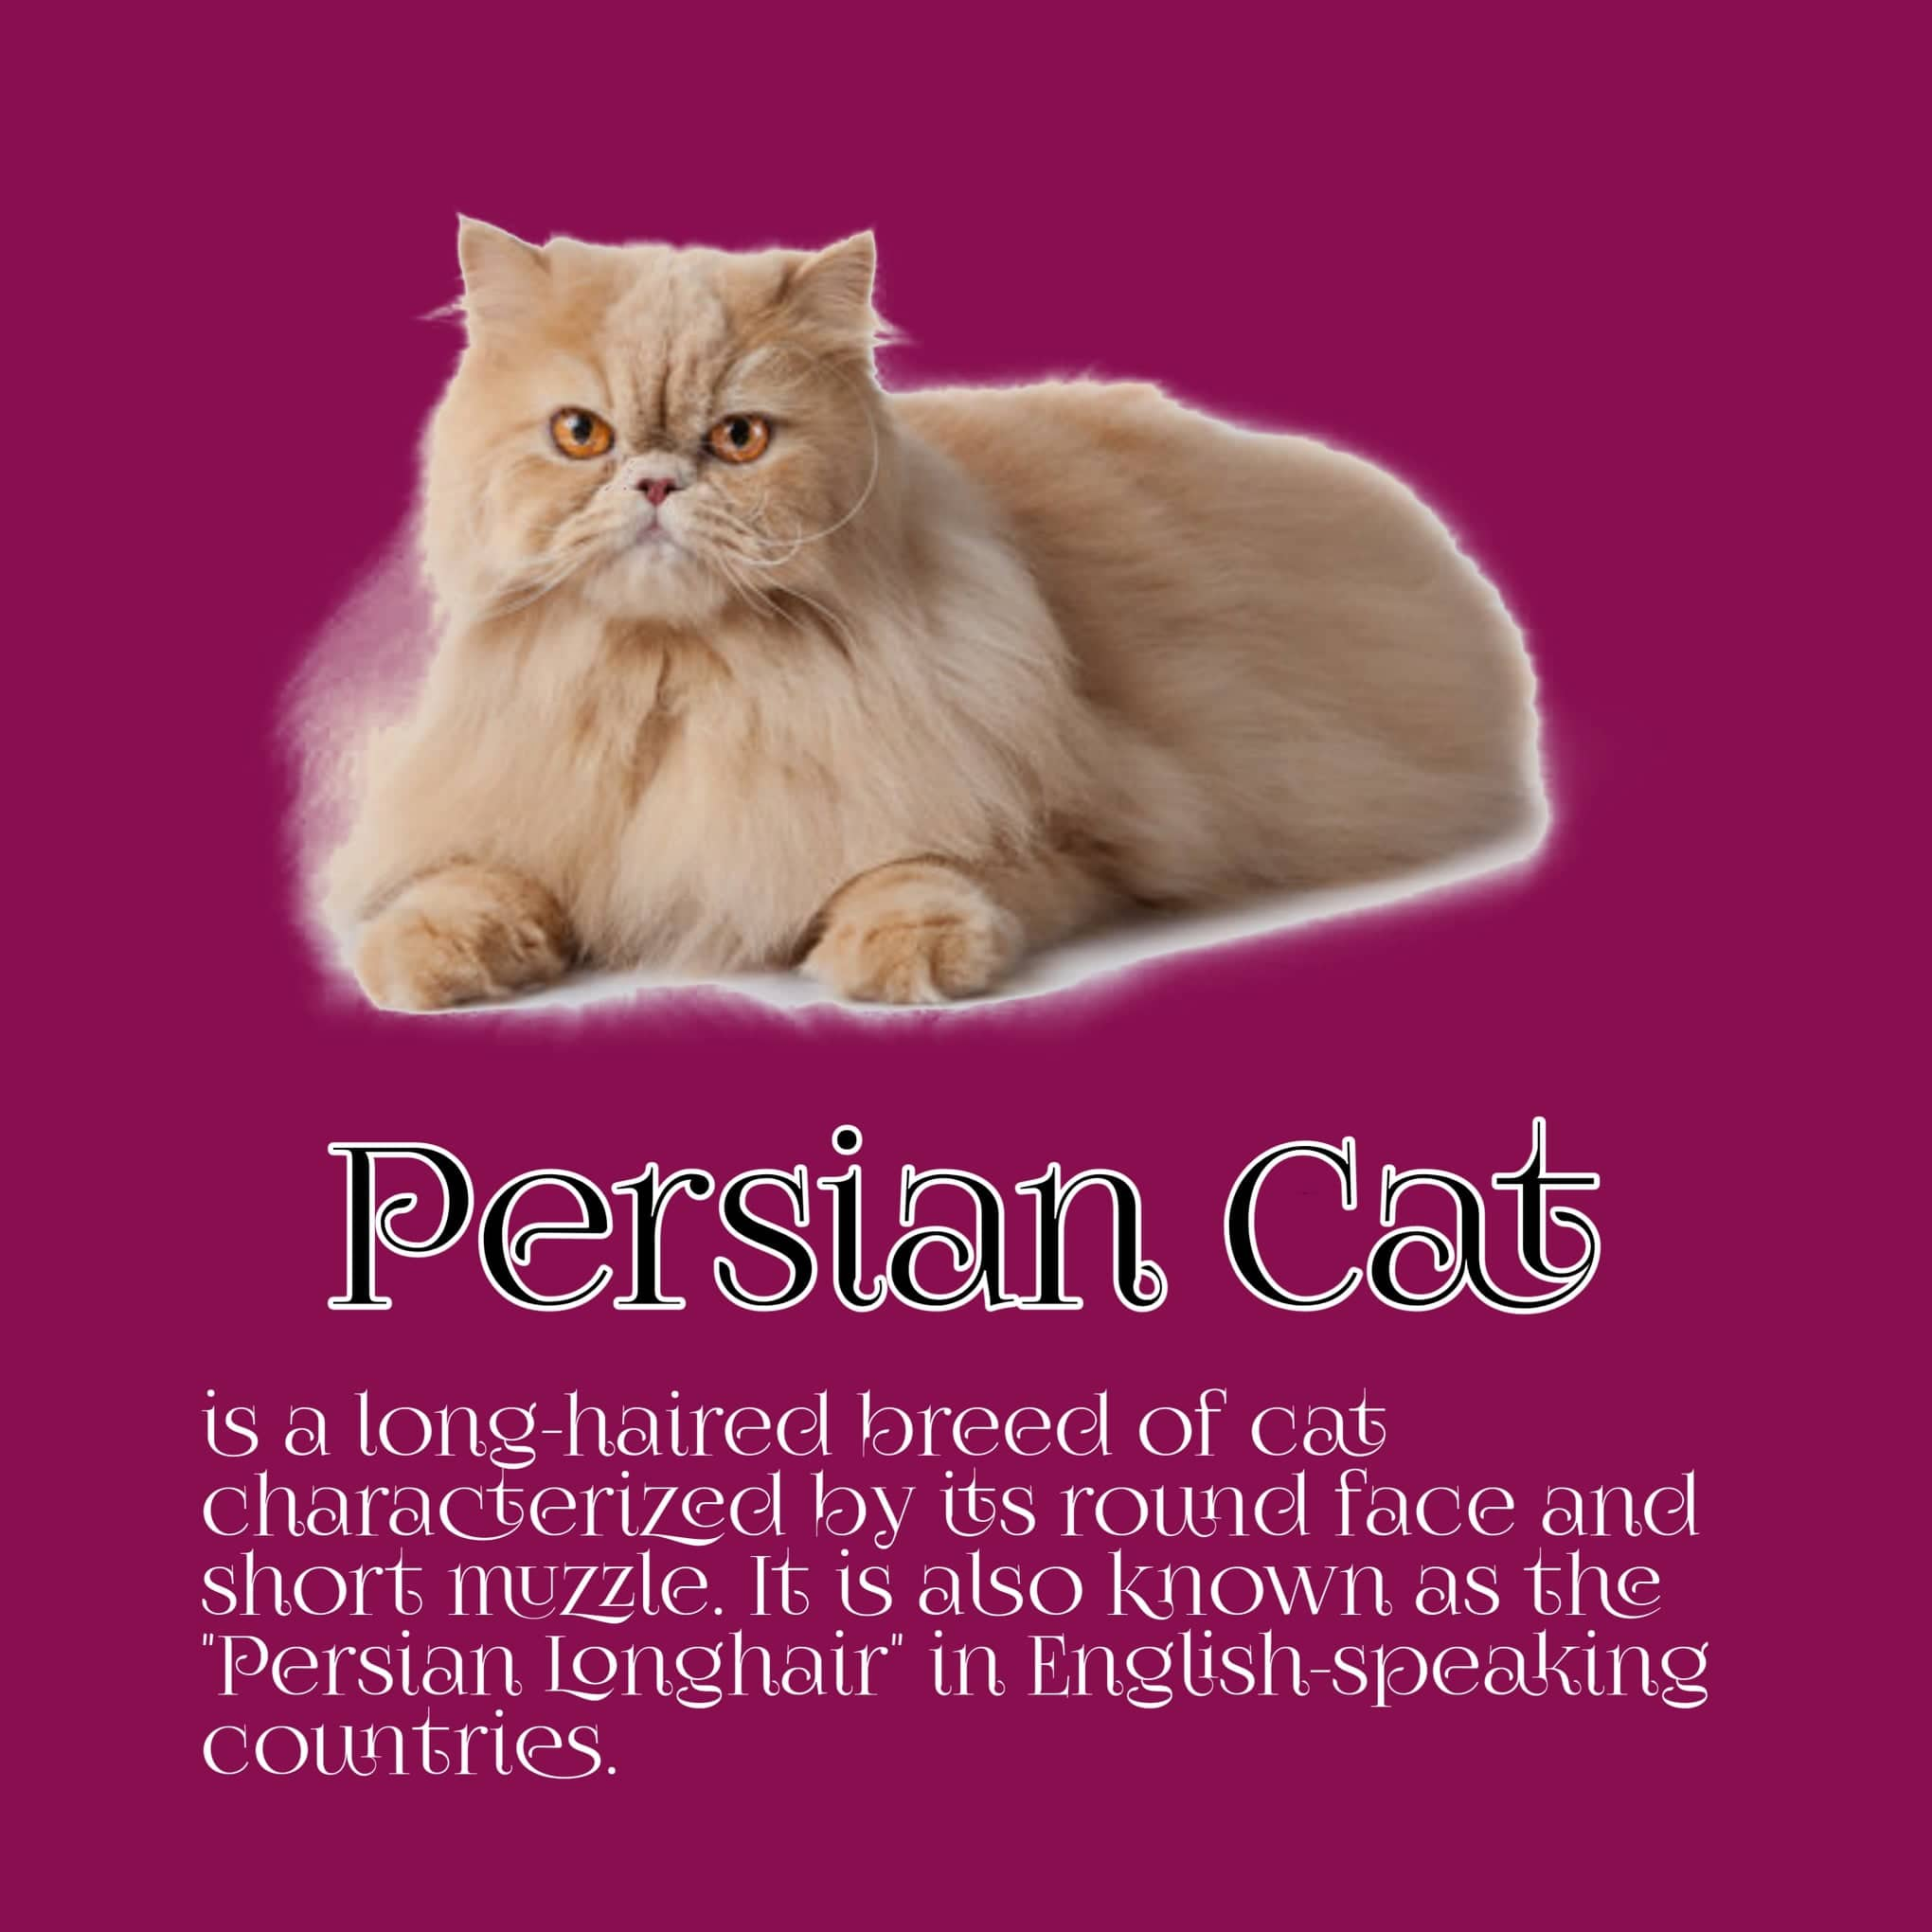 Persian Cat
is a long-haired breed of cat
characterized by its round face and
short muzzle. It is also known as the
"Persian Longhair" in English-speaking
countries.